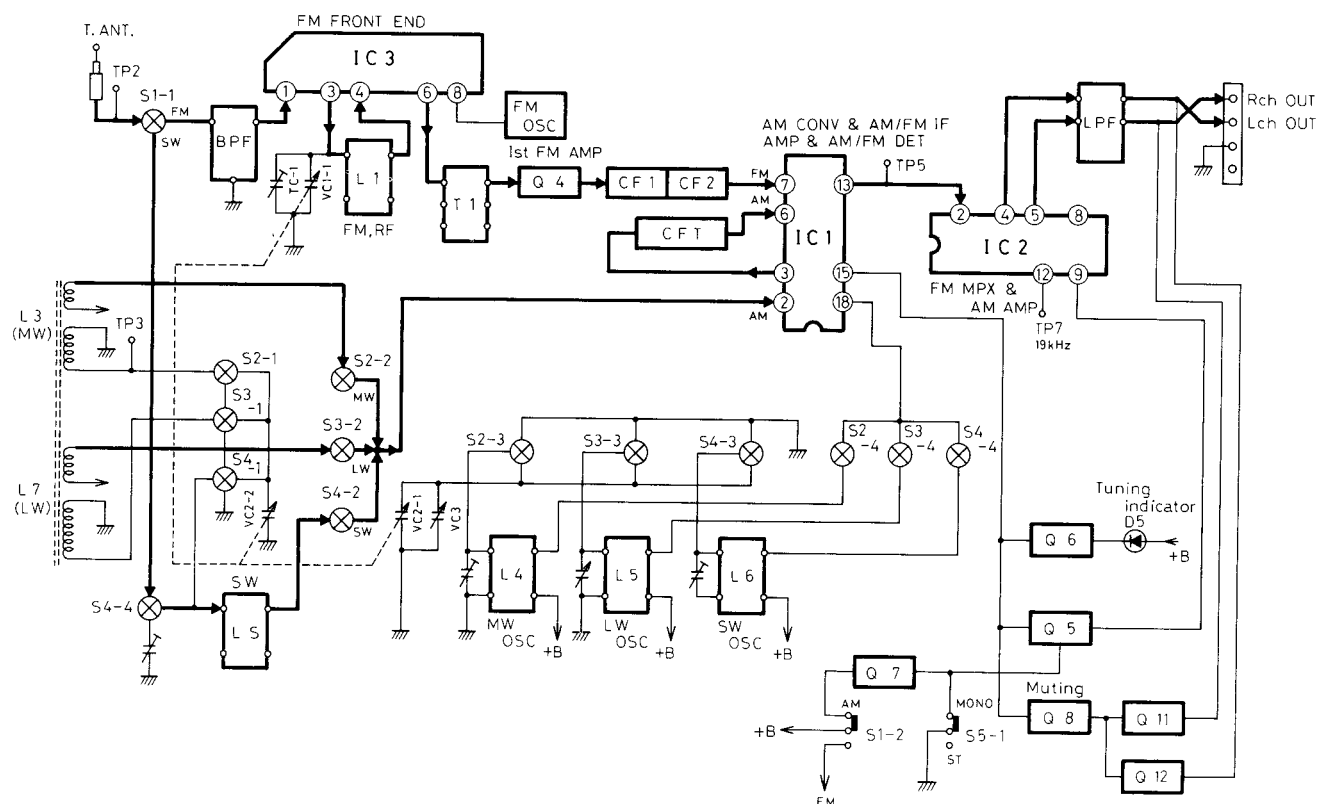 FM FRONT END
IC3
T. ANT.
TP2
S1-1
FM
SW
BPF
1
3
4
6
8
FM
OSC
TC-1
VC1-1
L1
FM, RF
T1
1st FM AMP
Q4
CF1
CF2
CFT
AM CONV & AM/FM IF
AMP & AM/FM DET
FM
AM
AM
7
6
3
2
IC1
13
15
18
TP5
LPF
Rch OUT
Lch OUT
2
4
5
8
IC2
12
9
FM MPX &
AM AMP
TP7
19kHz
L3
(MW)
TP3
S2-1
S3
-1
S4
-1
VC2-2
L7
(LW)
S2-2
MW
S3-2
LW
S4-2
SW
S4-4
SW
LS
S2-3
S3-3
S4-3
VC2-1
VC3
S2
-4
S3
-4
S4
-4
L4
MW
OSC
+B
L5
LW
OSC
+B
L6
SW
OSC
+B
Tuning
indicator
D5
+B
Q6
Q5
Q7
AM
+B
S1-2
FM
MONO
S5-1
ST
Muting
Q8
Q11
Q12